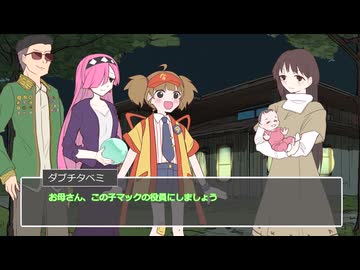 ダブチタベミ
お母さん、この子マックの役員にしましょう